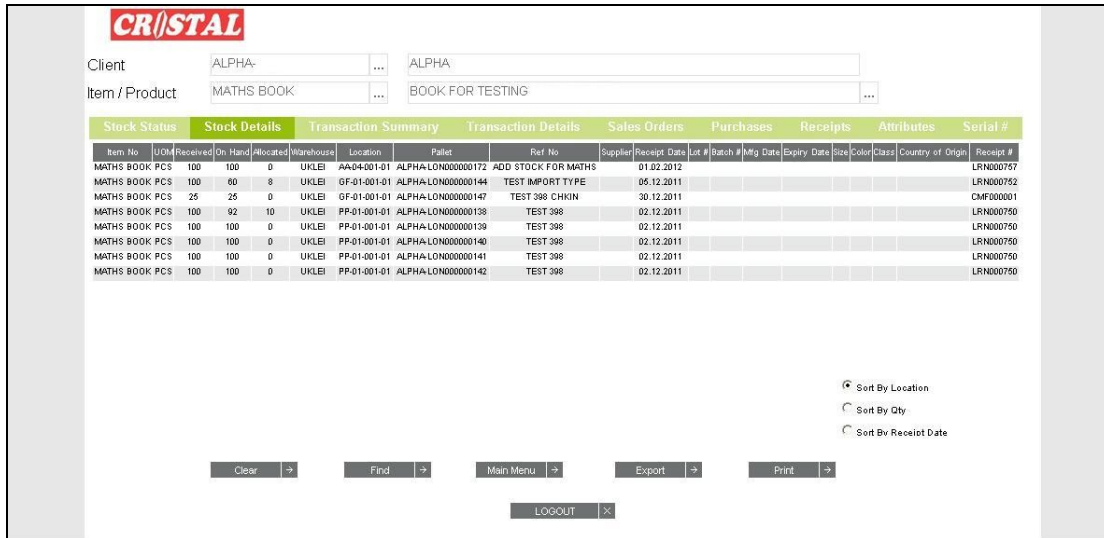 CRISTAL
Client ALPHA- ... ALPHA
Item / Product MATHS BOOK ... BOOK FOR TESTING ...
Stock Status Stock Details Transaction Summary Transaction Details Sales Orders Purchases Receipts Attributes Serial #
Item No UOM Received On Hand Allocated Warehouse Location Pallet Ref No Supplier Receipt Date Lot # Batch # Mfg Date Expiry Date Size Color Class Country of Origin Receipt #
MATHS BOOK PCS 100 100 0 UKLEI AA-04-001-01 ALPHA-LON000000172 ADD STOCK FOR MATHS 01.02.2012 LRN000757
MATHS BOOK PCS 100 60 8 UKLEI GF-01-001-01 ALPHA-LON000000144 TEST IMPORT TYPE 05.12.2011 LRN000752
MATHS BOOK PCS 25 25 0 UKLEI GF-01-001-01 ALPHA-LON000000147 TEST 398 CHKIN 30.12.2011 CMF000001
MATHS BOOK PCS 100 92 10 UKLEI PP-01-001-01 ALPHA-LON000000138 TEST 398 02.12.2011 LRN000750
MATHS BOOK PCS 100 100 0 UKLEI PP-01-001-01 ALPHA-LON000000139 TEST 398 02.12.2011 LRN000750
MATHS BOOK PCS 100 100 0 UKLEI PP-01-001-01 ALPHA-LON000000140 TEST 398 02.12.2011 LRN000750
MATHS BOOK PCS 100 100 0 UKLEI PP-01-001-01 ALPHA-LON000000141 TEST 398 02.12.2011 LRN000750
MATHS BOOK PCS 100 100 0 UKLEI PP-01-001-01 ALPHA-LON000000142 TEST 398 02.12.2011 LRN000750
Sort By Location
Sort By Qty
Sort By Receipt Date
Clear → Find → Main Menu → Export → Print →
LOGOUT ×